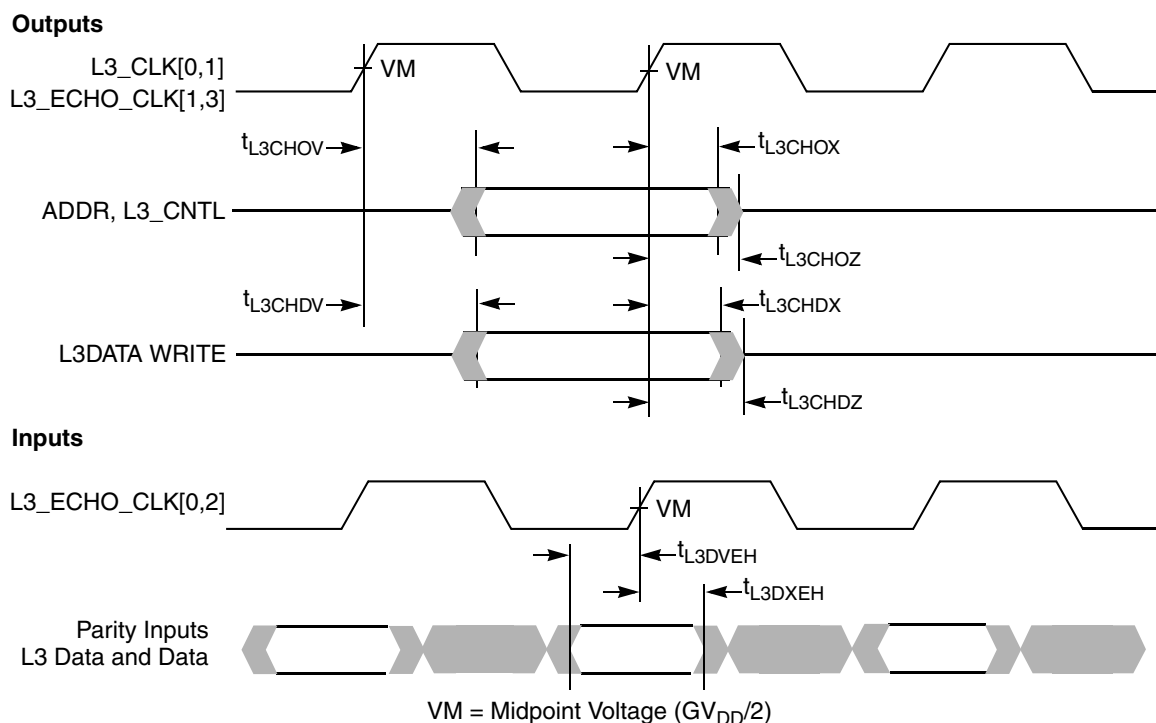 Outputs
L3_CLK[0,1]
VM
VM
L3_ECHO_CLK[1,3]
tL3CHOV
tL3CHOX
ADDR, L3_CNTL
tL3CHOZ
tL3CHDV
tL3CHDX
L3DATA WRITE
tL3CHDZ
Inputs
L3_ECHO_CLK[0,2]
VM
tL3DVEH
tL3DXEH
Parity Inputs
L3 Data and Data
VM = Midpoint Voltage (GVDD/2)